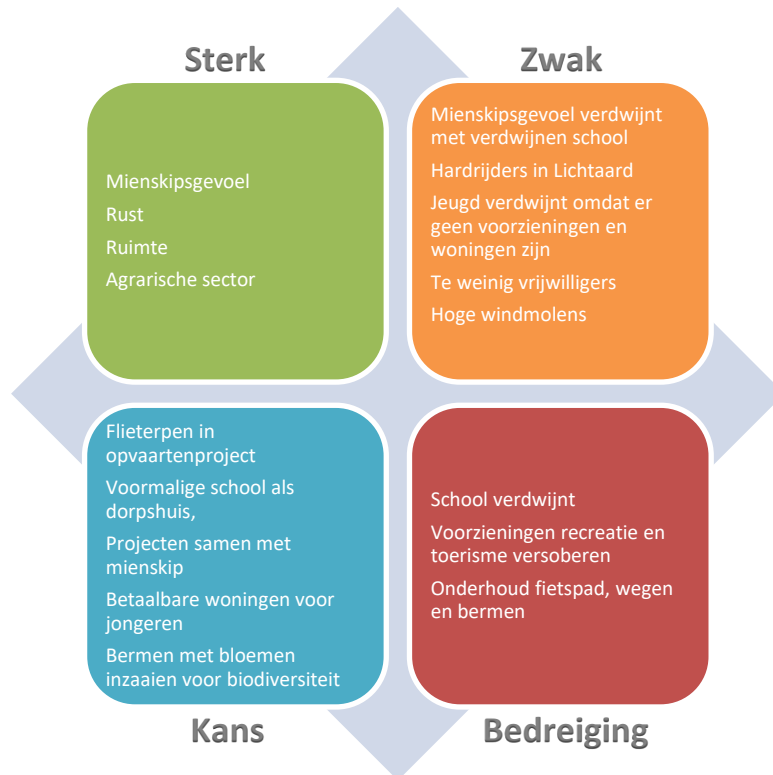 Sterk
Mienskipsgevoel
Rust
Ruimte
Agrarische sector
Zwak
Mienskipsgevoel verdwijnt
met verdwijnen school
Hardrijders in Lichtaard
Jeugd verdwijnt omdat er
geen voorzieningen en
woningen zijn
Te weinig vrijwilligers
Hoge windmolens
Flieterpen in
opvaartenproject
Voormalige school als
dorpshuis,
Projecten samen met
mienskip
Betaalbare woningen voor
jongeren
Bermen met bloemen
inzaaien voor biodiversiteit
Kans
School verdwijnt
Voorzieningen recreatie en
toerisme versoberen
Onderhoud fietspad, wegen
en bermen
Bedreiging